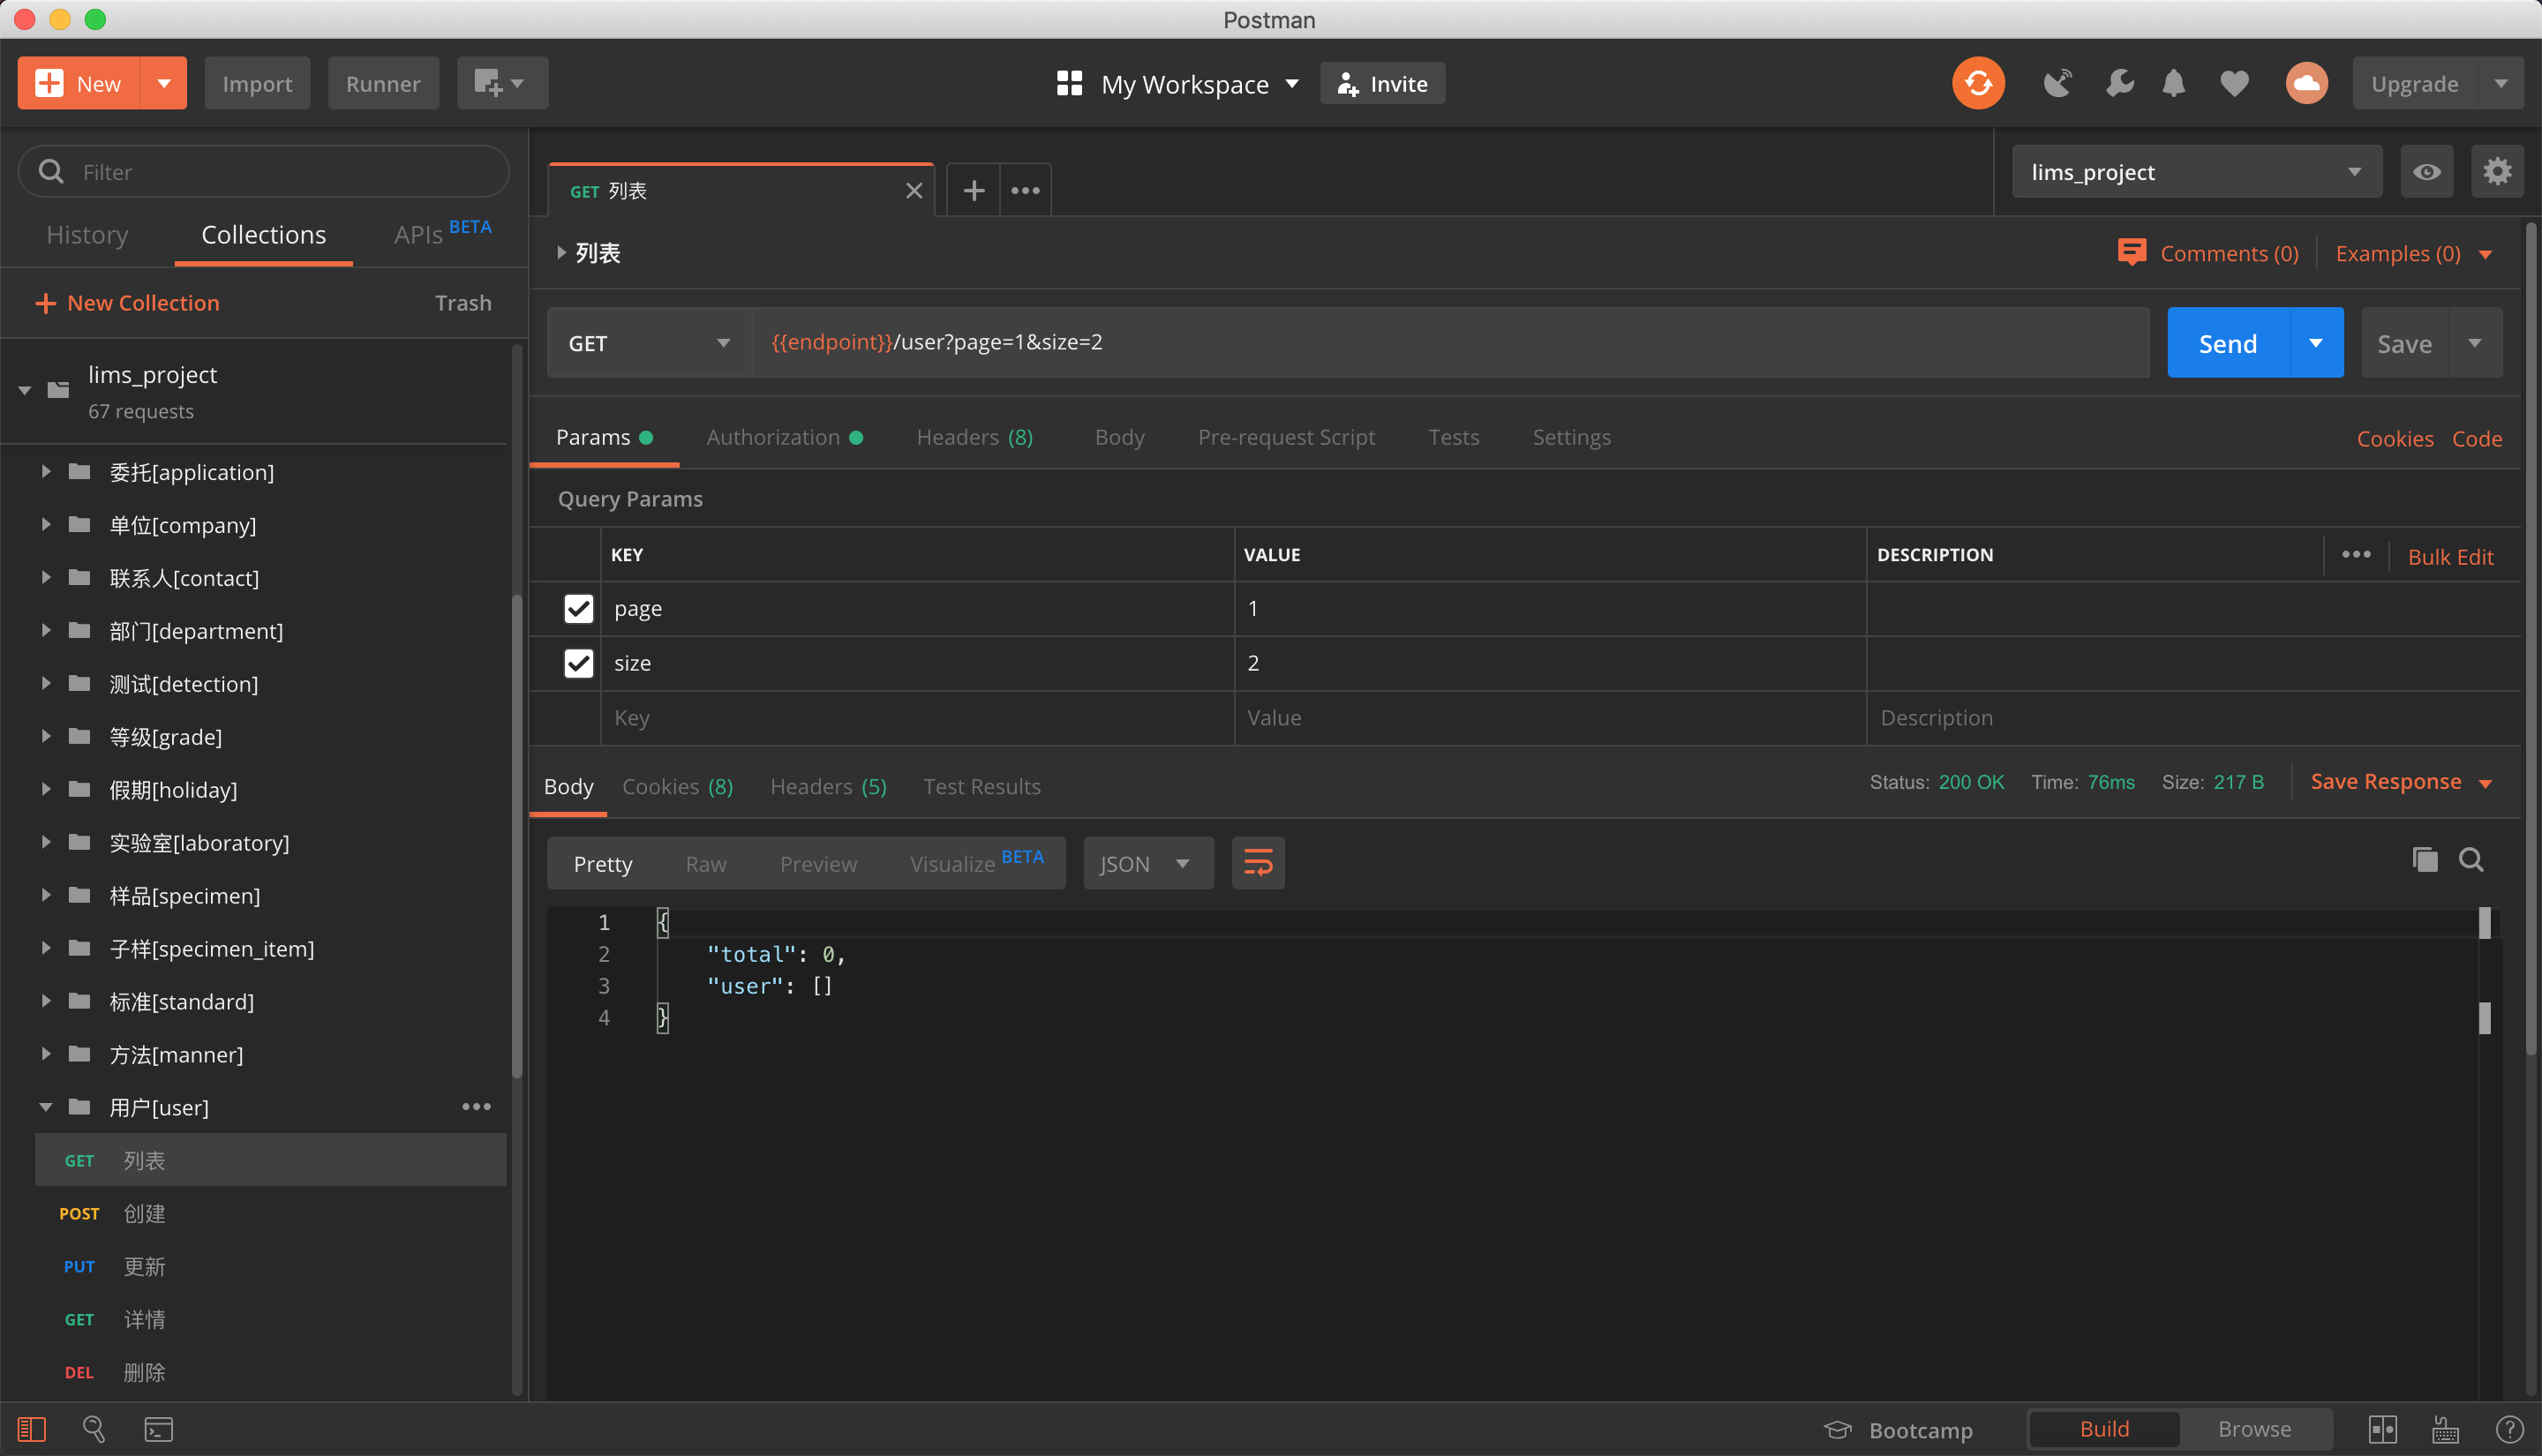 Postman
New
Import
Runner
My Workspace
Invite
Upgrade
Filter
History
Collections
APIs BETA
New Collection
Trash
lims_project
67 requests
委托[application]
单位[company]
联系人[contact]
部门[department]
测试[detection]
等级[grade]
假期[holiday]
实验室[laboratory]
样品[specimen]
子样[specimen_item]
标准[standard]
方法[manner]
用户[user]
GET 列表
POST 创建
PUT 更新
GET 详情
DEL 删除
GET 列表
lims_project
列表
Comments (0)
Examples (0)
GET
{{endpoint}}/user?page=1&size=2
Send
Save
Params
Authorization
Headers (8)
Body
Pre-request Script
Tests
Settings
Cookies
Code
Query Params
KEY
VALUE
DESCRIPTION
Bulk Edit
page
1
size
2
Key
Value
Description
Body
Cookies (8)
Headers (5)
Test Results
Status: 200 OK
Time: 76ms
Size: 217 B
Save Response
Pretty
Raw
Preview
Visualize BETA
JSON
1 {
2 "total": 0,
3 "user": []
4 }
Bootcamp
Build
Browse